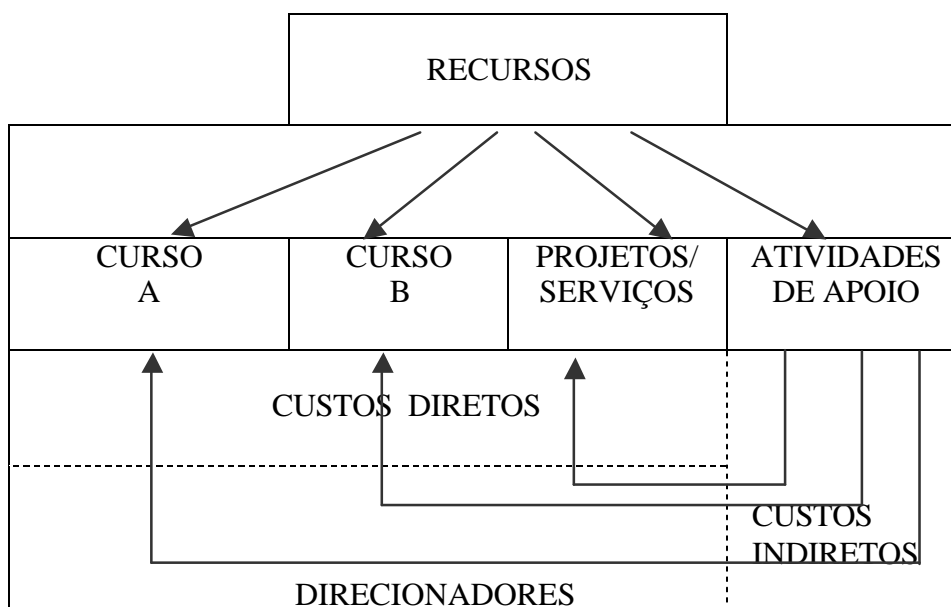 RECURSOS
CURSO
A
CURSO
B
PROJETOS/
SERVIÇOS
ATIVIDADES
DE APOIO
CUSTOS DIRETOS
CUSTOS
INDIRETOS
DIRECIONADORES